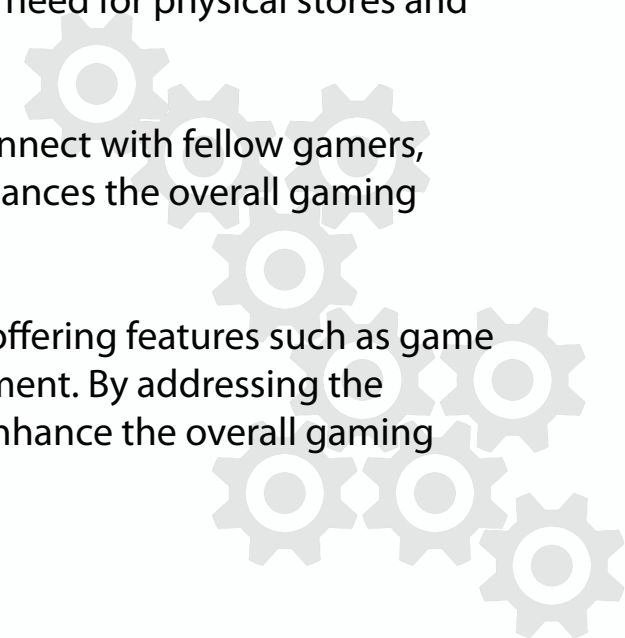 need for physical stores and
nnect with fellow gamers,
ances the overall gaming
offering features such as game
ment. By addressing the
nhance the overall gaming